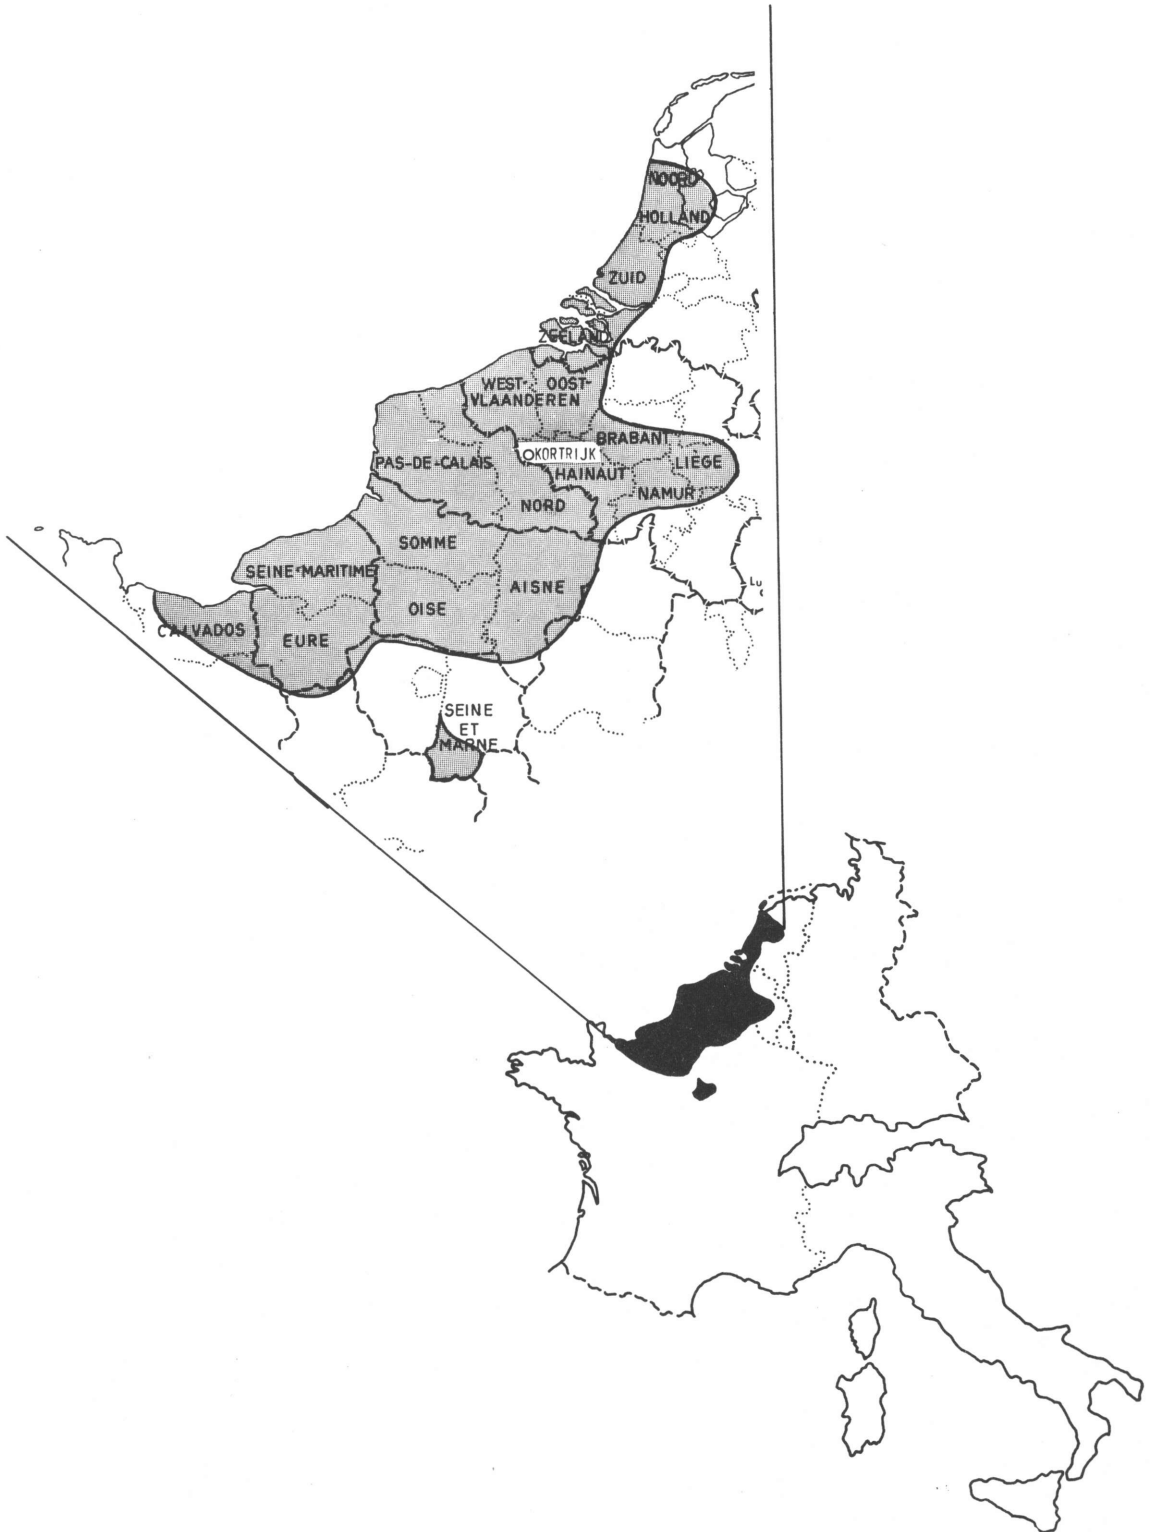 NOORD
HOLLAND
ZUID
ZEELAND
WEST- OOST-
VLAANDEREN
BRABANT
KORTRIJK
PAS-DE-CALAIS
LIÈGE
HAINAUT
NAMUR
NORD
SOMME
SEINE-MARITIME
AISNE
OISE
CALVADOS
EURE
SEINE
ET
MARNE
Lu